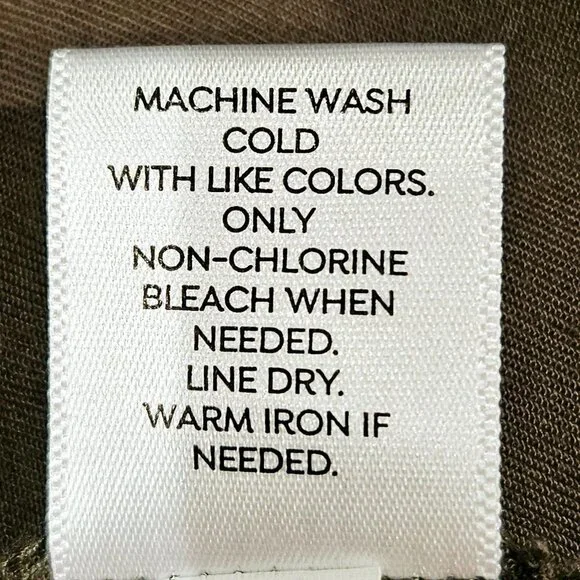 MACHINE WASH
COLD
WITH LIKE COLORS.
ONLY
NON-CHLORINE
BLEACH WHEN
NEEDED.
LINE DRY.
WARM IRON IF
NEEDED.